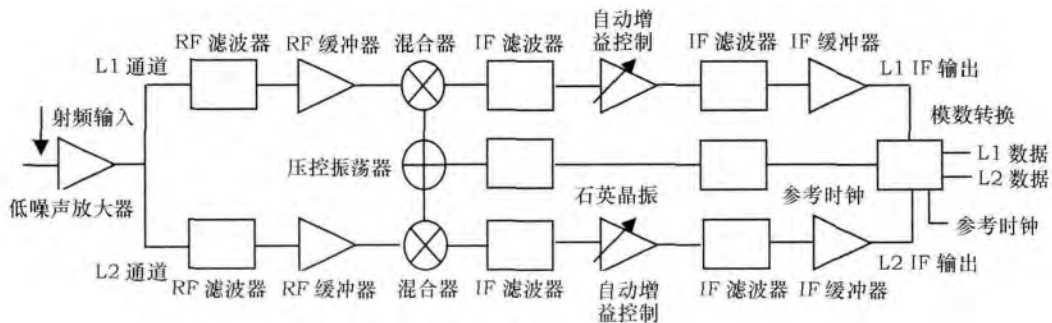 自动增
益控制
RF 滤波器 RF 缓冲器 混合器 IF 滤波器 IF 滤波器 IF 缓冲器
L1 通道
L1 IF 输出
射频输入
模数转换
压控振荡器
L1 数据
L2 数据
低噪声放大器
石英晶振
参考时钟
参考时钟
L2 通道
L2 IF 输出
RF 滤波器 RF 缓冲器 混合器 IF 滤波器 自动增
益控制
IF 滤波器 IF 缓冲器